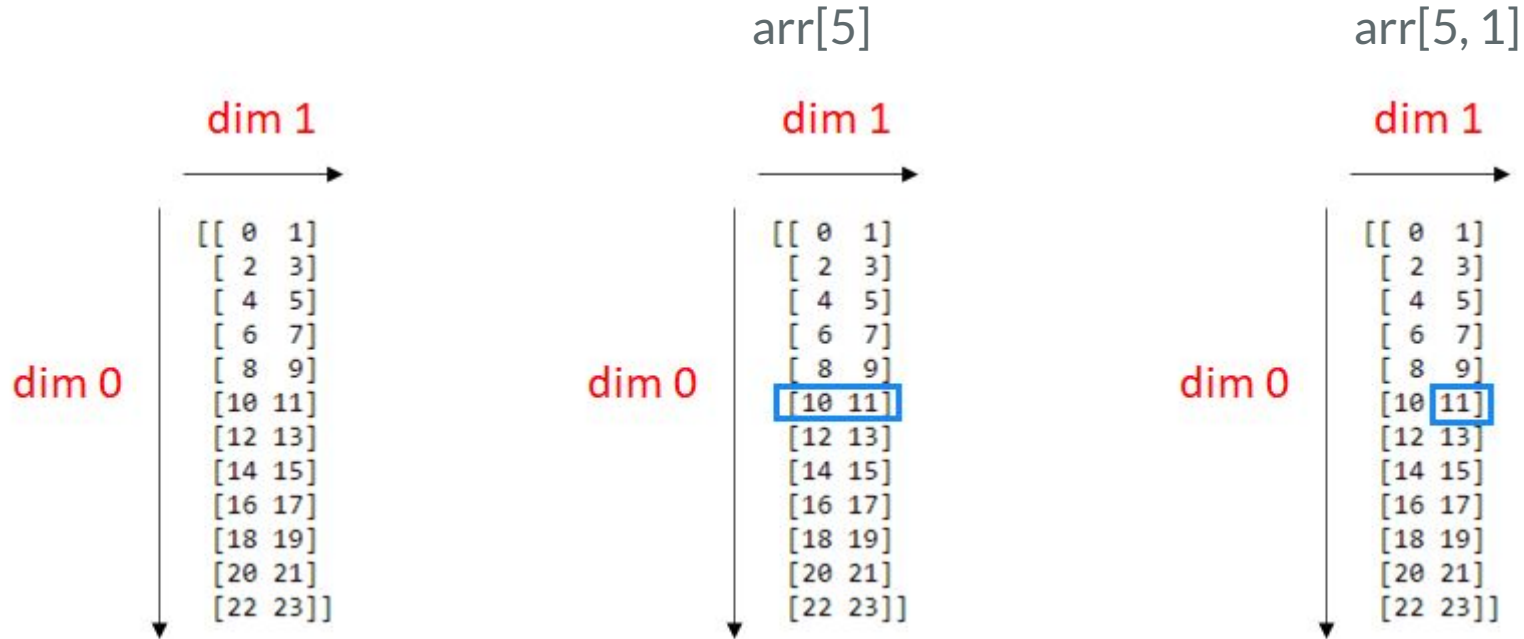 arr[5]
arr[5, 1]
dim 1
dim 1
dim 1
dim 0
[[ 0 1]
[ 2 3]
[ 4 5]
[ 6 7]
[ 8 9]
[10 11]
[12 13]
[14 15]
[16 17]
[18 19]
[20 21]
[22 23]]
dim 0
[[ 0 1]
[ 2 3]
[ 4 5]
[ 6 7]
[ 8 9]
[10 11]
[12 13]
[14 15]
[16 17]
[18 19]
[20 21]
[22 23]]
dim 0
[[ 0 1]
[ 2 3]
[ 4 5]
[ 6 7]
[ 8 9]
[10 11]
[12 13]
[14 15]
[16 17]
[18 19]
[20 21]
[22 23]]